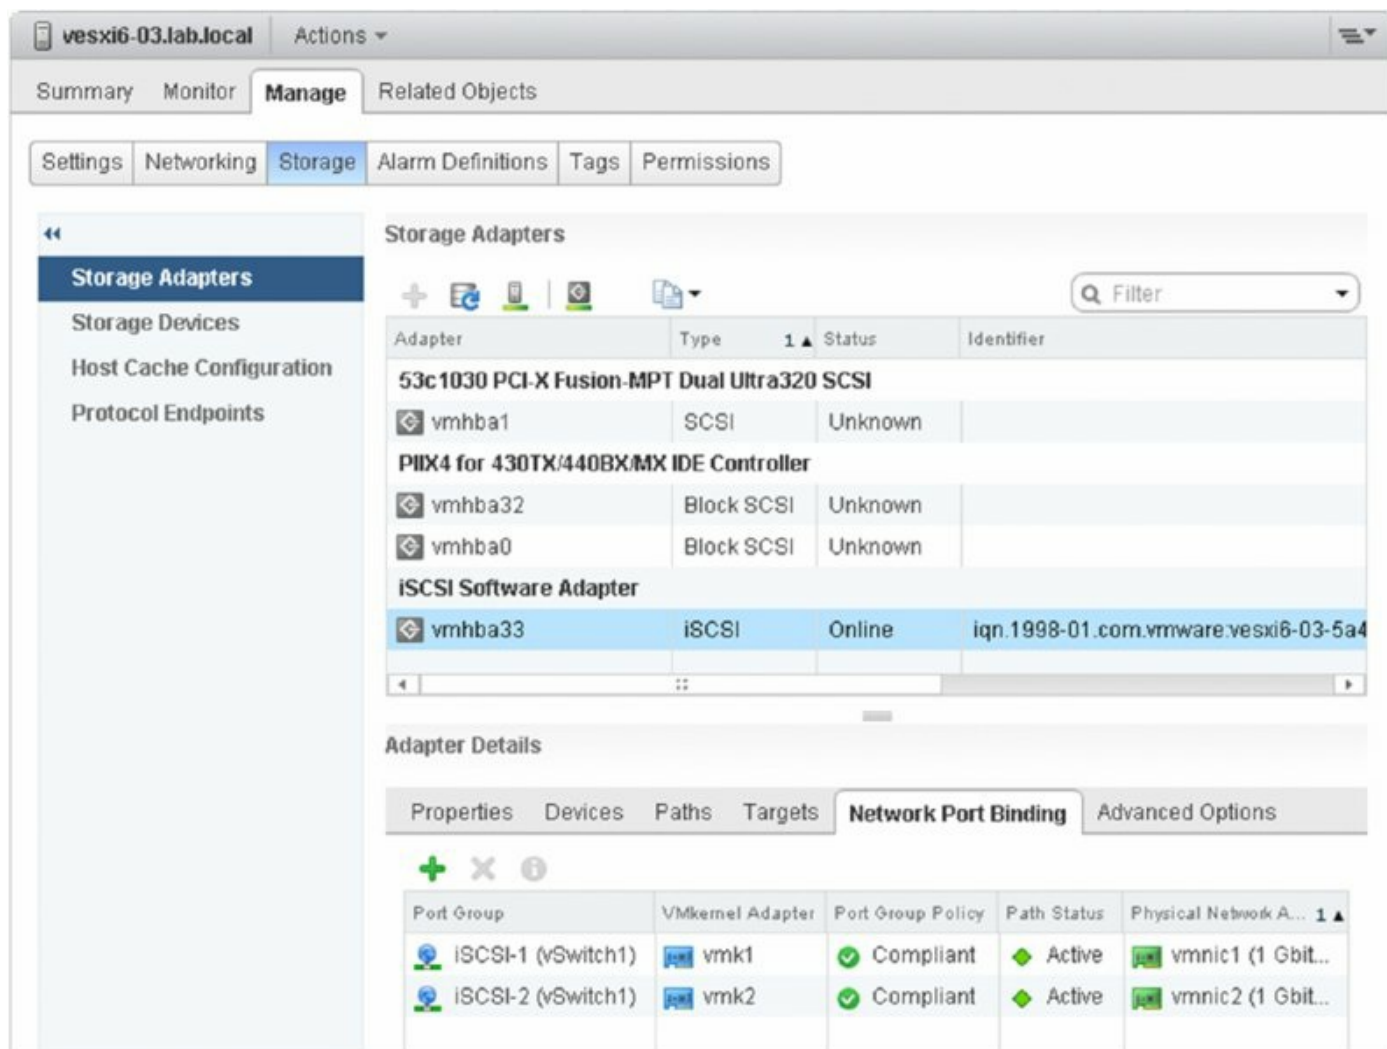 vesxi6-03.lab.local Actions
Summary Monitor Manage Related Objects
Settings Networking Storage Alarm Definitions Tags Permissions
Storage Adapters
Storage Devices
Host Cache Configuration
Protocol Endpoints
Storage Adapters
Filter
Adapter Type 1 Status Identifier
53c1030 PCI-X Fusion-MPT Dual Ultra320 SCSI
vmhba1 SCSI Unknown
PIIX4 for 430TX/440BX/MX IDE Controller
vmhba32 Block SCSI Unknown
vmhba0 Block SCSI Unknown
iSCSI Software Adapter
vmhba33 iSCSI Online iqn.1998-01.com.vmware:vesxi6-03-5a4
Adapter Details
Properties Devices Paths Targets Network Port Binding Advanced Options
Port Group VMkernel Adapter Port Group Policy Path Status Physical Network A... 1
iSCSI-1 (vSwitch1) vmk1 Compliant Active vmnic1 (1 Gbit...
iSCSI-2 (vSwitch1) vmk2 Compliant Active vmnic2 (1 Gbit...